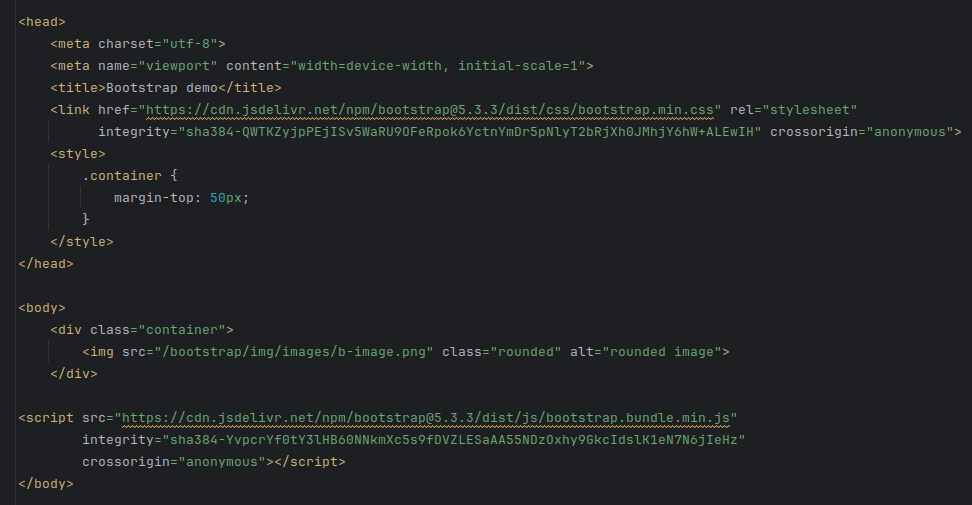 <head>
    <meta charset="utf-8">
    <meta name="viewport" content="width=device-width, initial-scale=1">
    <title>Bootstrap demo</title>
    <link href="https://cdn.jsdelivr.net/npm/bootstrap@5.3.3/dist/css/bootstrap.min.css" rel="stylesheet"
          integrity="sha384-QWTKZyjpPEjISv5WaRU9OFeRpok6YctnYmDr5pNlyT2bRjXh0JMhjY6hW+ALEwIH" crossorigin="anonymous">
    <style>
        .container {
            margin-top: 50px;
        }
    </style>
</head>

<body>
    <div class="container">
        <img src="/bootstrap/img/images/b-image.png" class="rounded" alt="rounded image">
    </div>

<script src="https://cdn.jsdelivr.net/npm/bootstrap@5.3.3/dist/js/bootstrap.bundle.min.js"
        integrity="sha384-YvpcrYf0tY3lHB60NNkmXc5s9fDVZLESaAA55NDzOxhy9GkcIdslK1eN7N6jIeHz"
        crossorigin="anonymous"></script>
</body>